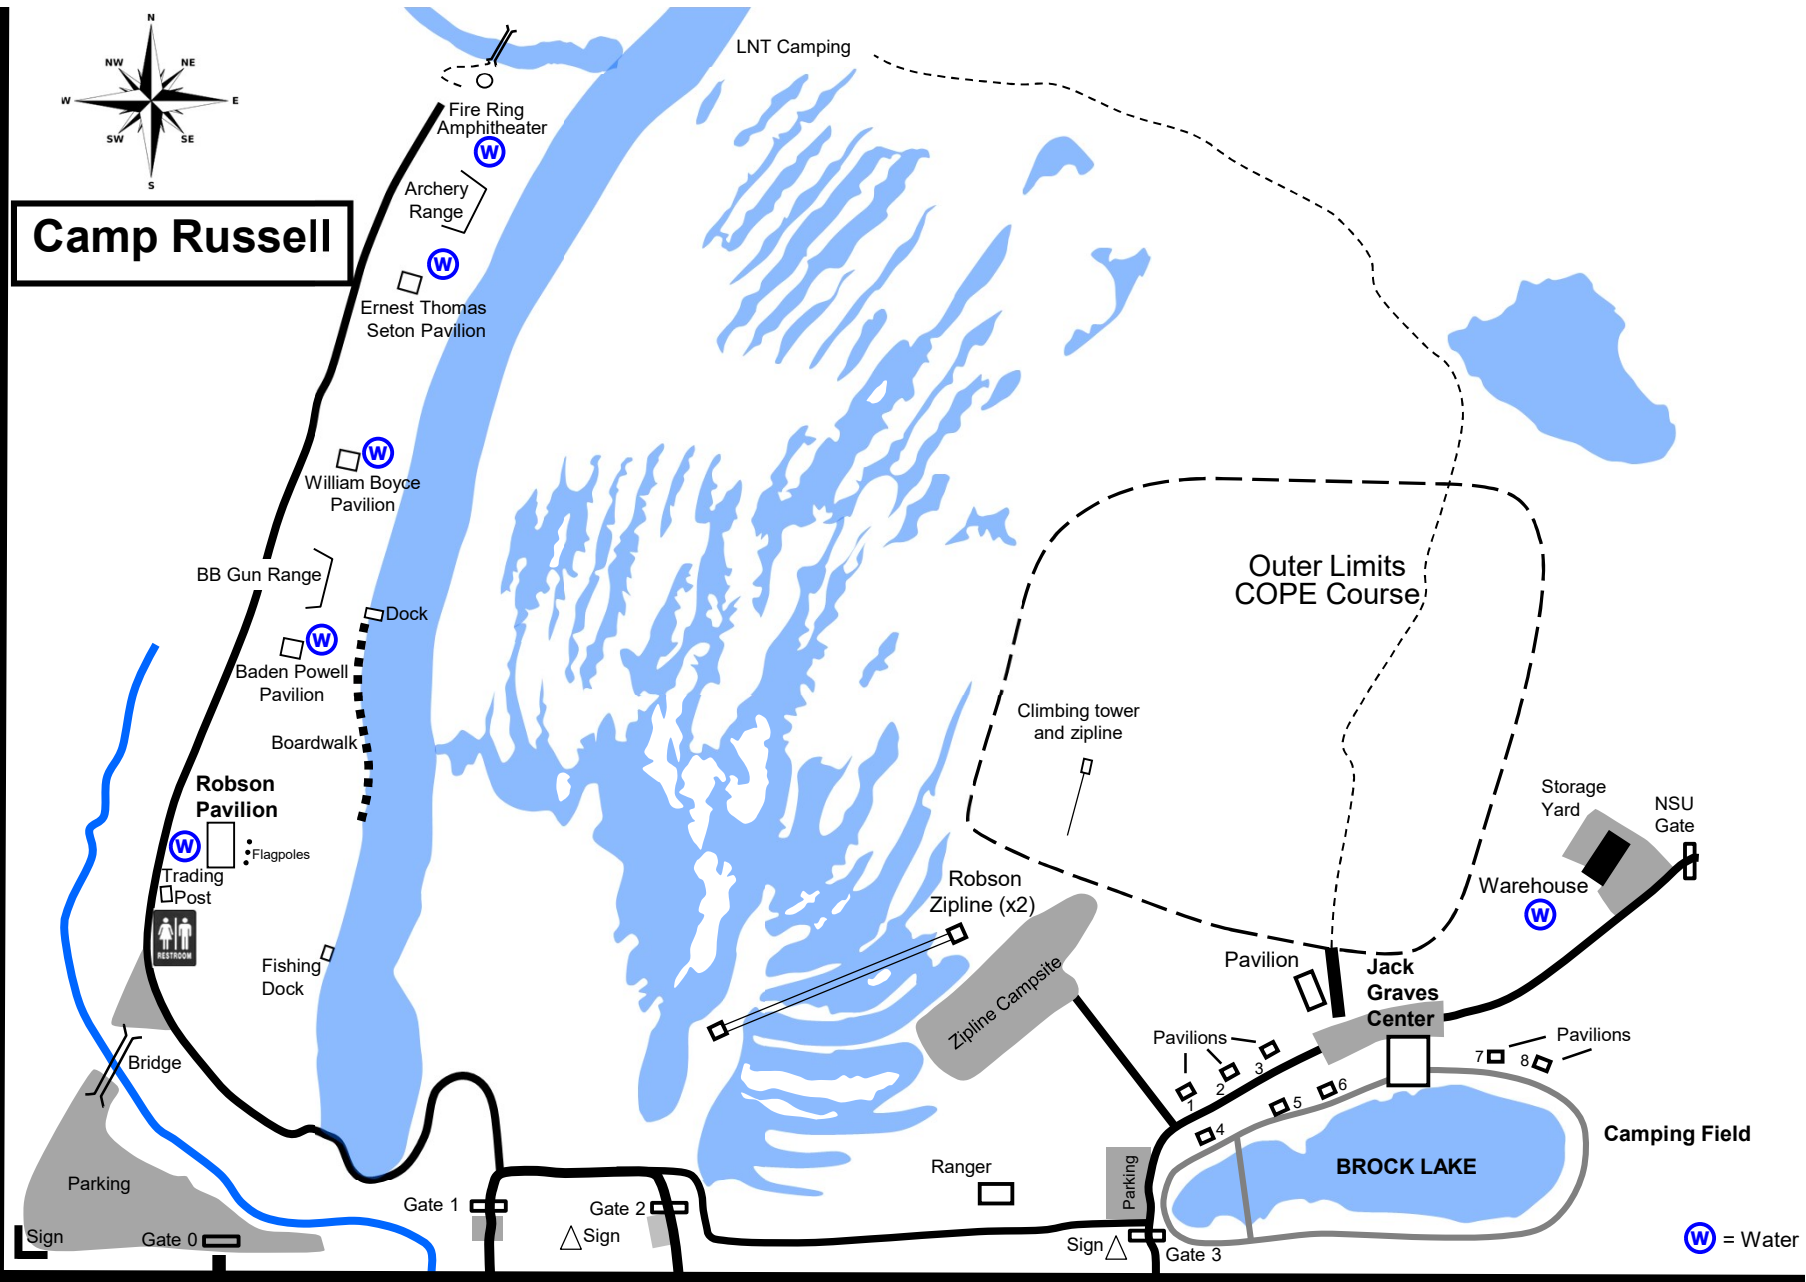 N
NW
NE
W
E
SW
SE
S
Camp Russell
LNT Camping
Fire Ring
Amphitheater
W
Archery
Range
W
Ernest Thomas
Seton Pavilion
W
William Boyce
Pavilion
BB Gun Range
Dock
W
Baden Powell
Pavilion
Boardwalk
Robson
Pavilion
W
Flagpoles
Trading
Post
RESTROOM
Fishing
Dock
Bridge
Parking
Sign
Gate 0
Gate 1
Gate 2
Sign
Outer Limits
COPE Course
Climbing tower
and zipline
Robson
Zipline (x2)
Zipline Campsite
Storage
Yard
NSU
Gate
Warehouse
W
Pavilion
Jack
Graves
Center
Pavilions
1
2
3
4
5
6
7
8
Pavilions
Camping Field
BROCK LAKE
Ranger
Parking
Sign
Gate 3
W = Water